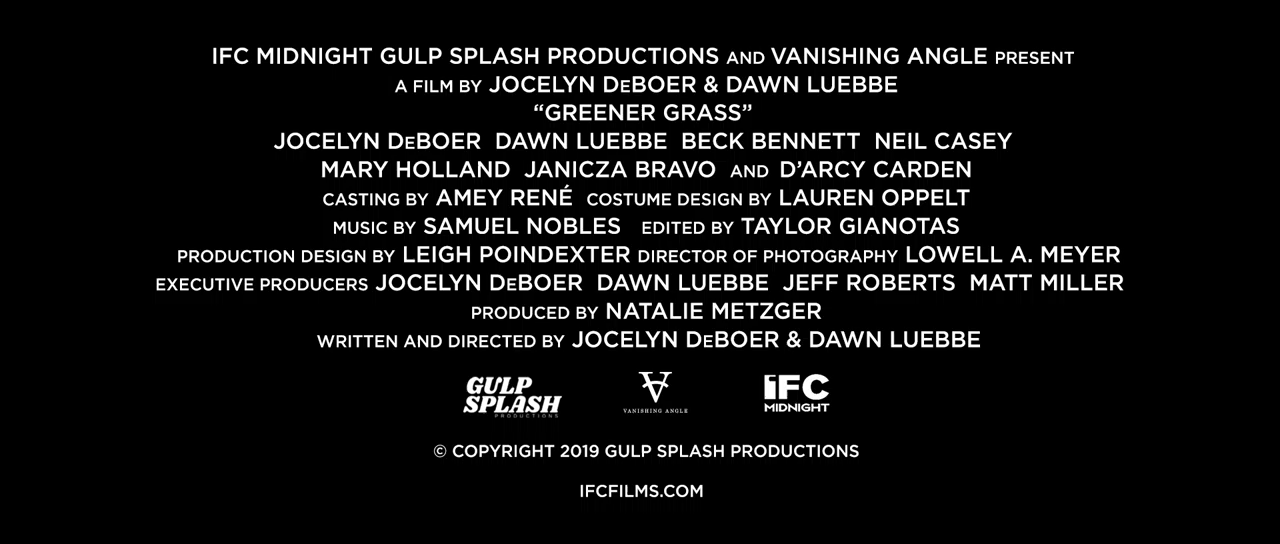 IFC MIDNIGHT GULP SPLASH PRODUCTIONS AND VANISHING ANGLE PRESENT
A FILM BY JOCELYN DEBOER & DAWN LUEBBE
“GREENER GRASS”
JOCELYN DEBOER DAWN LUEBBE BECK BENNETT NEIL CASEY
MARY HOLLAND JANICZA BRAVO AND D’ARCY CARDEN
CASTING BY AMEY RENÉ COSTUME DESIGN BY LAUREN OPPELT
MUSIC BY SAMUEL NOBLES EDITED BY TAYLOR GIANOTAS
PRODUCTION DESIGN BY LEIGH POINDEXTER DIRECTOR OF PHOTOGRAPHY LOWELL A. MEYER
EXECUTIVE PRODUCERS JOCELYN DEBOER DAWN LUEBBE JEFF ROBERTS MATT MILLER
PRODUCED BY NATALIE METZGER
WRITTEN AND DIRECTED BY JOCELYN DEBOER & DAWN LUEBBE
GULP SPLASH PRODUCTIONS
VANISHING ANGLE
IFC MIDNIGHT
© COPYRIGHT 2019 GULP SPLASH PRODUCTIONS
IFCFILMS.COM